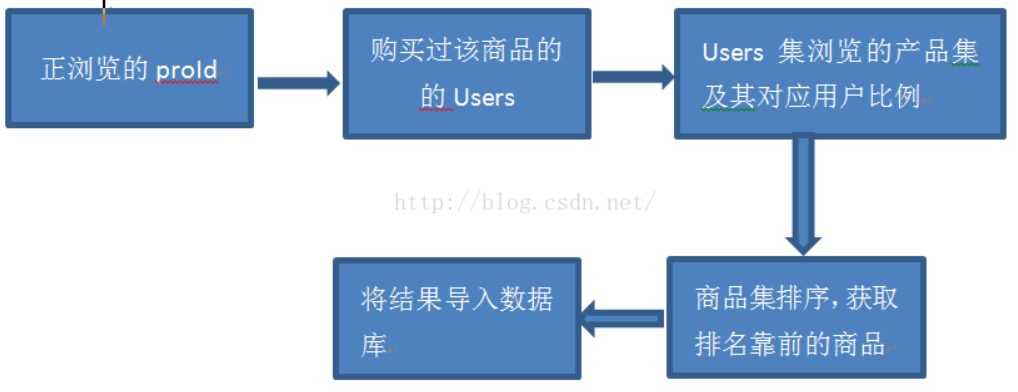 正浏览的 proId
购买过该商品的
的 Users
Users 集浏览的产品集
及其对应用户比例
http://blog.csdn.net/
将结果导入数据
库
商品集排序，获取
排名靠前的商品